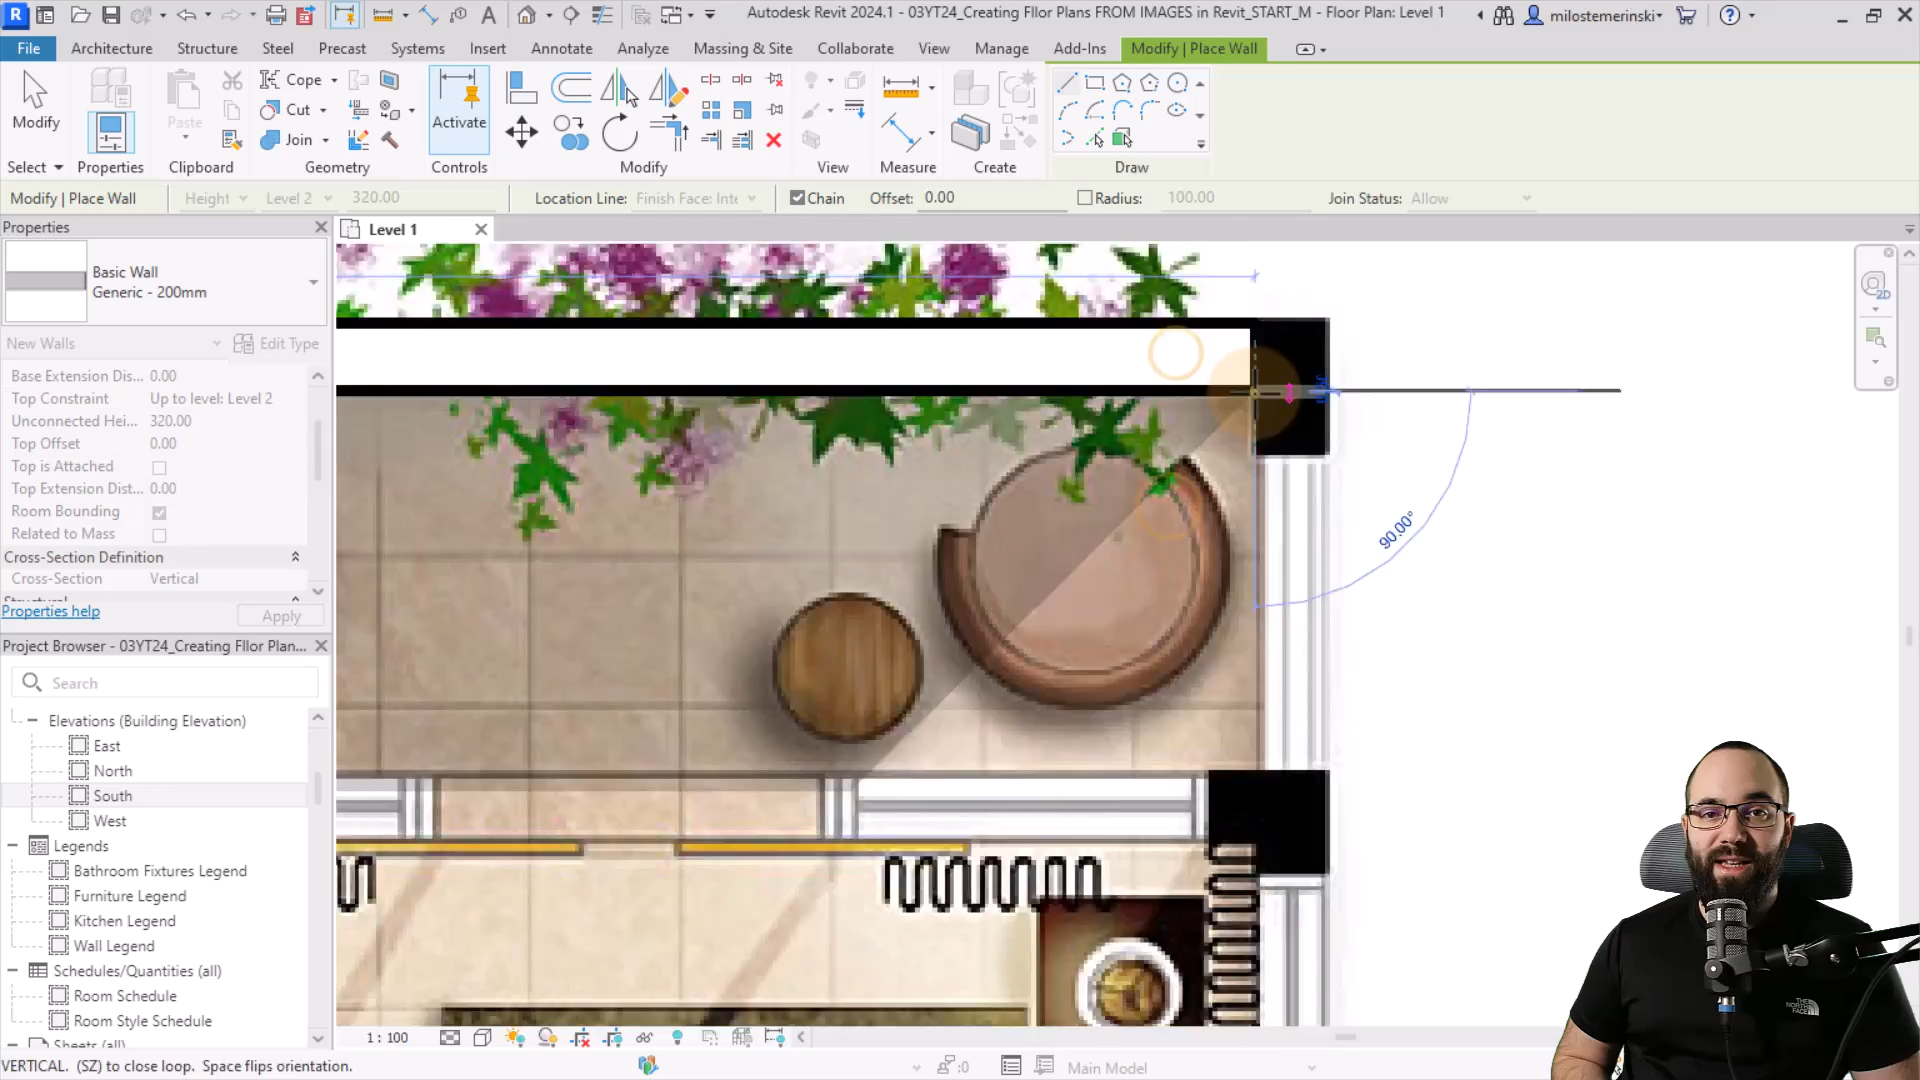 Autodesk Revit 2024.1 - 03YT24_Creating Fllor Plans FROM IMAGES in Revit_START_M - Floor Plan: Level 1
milostemerinski
File
Architecture
Structure
Steel
Precast
Systems
Insert
Annotate
Analyze
Massing & Site
Collaborate
View
Manage
Add-Ins
Modify | Place Wall
Modify
Paste
Cope
Cut
Join
Activate
Select
Properties
Clipboard
Geometry
Controls
Modify
View
Measure
Create
Draw
Modify | Place Wall
Height
Level 2
320.00
Location Line:
Finish Face: Inte
Chain
Offset:
0.00
Radius:
100.00
Join Status:
Allow
Properties
Level 1
Basic Wall
Generic - 200mm
New Walls
Edit Type
Base Extension Dis... 0.00
Top Constraint Up to level: Level 2
Unconnected Hei... 320.00
Top Offset 0.00
Top is Attached
Top Extension Dist... 0.00
Room Bounding
Related to Mass
Cross-Section Definition
Cross-Section Vertical
Properties help
Apply
Project Browser - 03YT24_Creating Fllor Plan...
Search
Elevations (Building Elevation)
East
North
South
West
Legends
Bathroom Fixtures Legend
Furniture Legend
Kitchen Legend
Wall Legend
Schedules/Quantities (all)
Room Schedule
Room Style Schedule
Sheets (all)
90.00°
2D
1 : 100
VERTICAL. (SZ) to close loop. Space flips orientation.
:0
Main Model
THE
NORTH
FACE